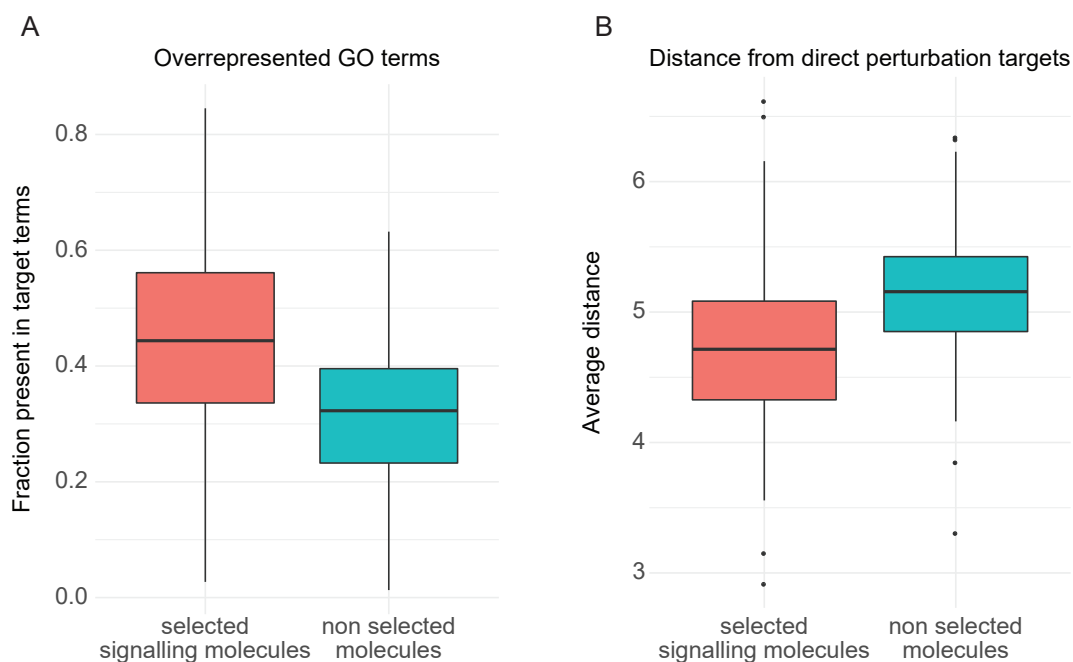 A
Overrepresented GO terms
Fraction present in target terms
0.8
0.6
0.4
0.2
0.0
selected
signalling molecules
non selected
molecules
B
Distance from direct perturbation targets
Average distance
6
5
4
3
selected
signalling molecules
non selected
molecules